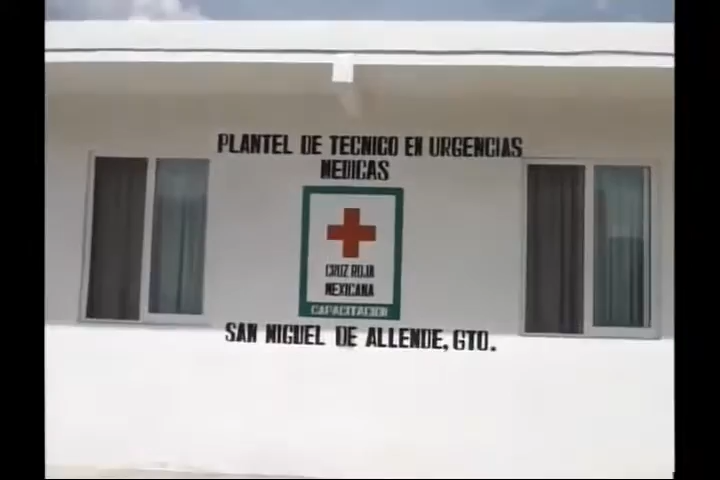 PLANTEL DE TECNICO EN URGENCIAS
MEDICAS
CRUZ ROJA
MEXICANA
CAPACITACION
SAN MIGUEL DE ALLENDE, GTO.